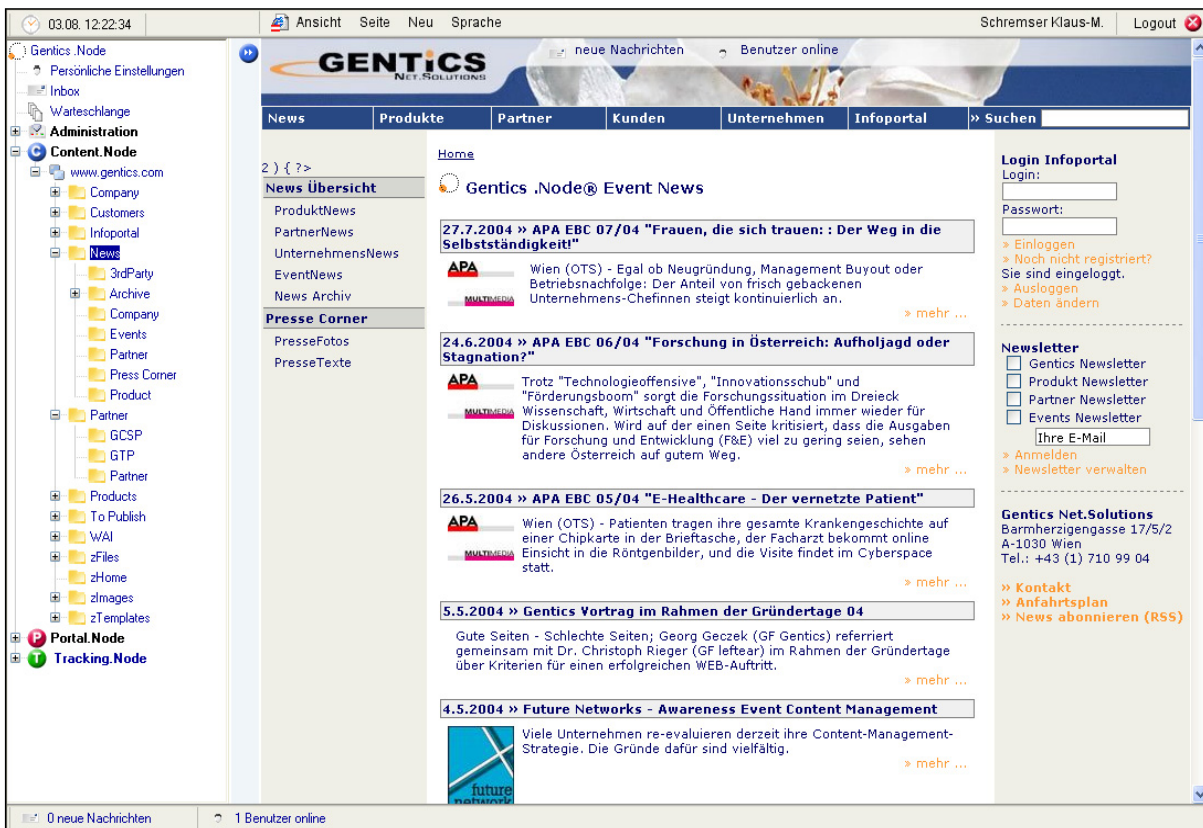 03.08. 12:22:34
Ansicht Seite Neu Sprache
Schremser Klaus-M. Logout
Gentics .Node
Persönliche Einstellungen
Inbox
Warteschlange
Administration
Content.Node
www.gentics.com
Company
Customers
Infoportal
News
3rdParty
Archive
Company
Events
Partner
Press Corner
Product
Partner
GCSP
GTP
Partner
Products
To Publish
WAI
zFiles
zHome
zImages
zTemplates
Portal.Node
Tracking.Node
GENTiCS
NET.SOLUTIONS
neue Nachrichten Benutzer online
News Produkte Partner Kunden Unternehmen Infoportal » Suchen
2 ) { ?>
News Übersicht
ProduktNews
PartnerNews
UnternehmensNews
EventNews
News Archiv
Presse Corner
PresseFotos
PresseTexte
Home
Gentics .Node® Event News
27.7.2004 » APA EBC 07/04 "Frauen, die sich trauen: : Der Weg in die
Selbstständigkeit!"
APA
MULTIMEDIA
Wien (OTS) - Egal ob Neugründung, Management Buyout oder
Betriebsnachfolge: Der Anteil von frisch gebackenen
Unternehmens-Chefinnen steigt kontinuierlich an.
» mehr ...
24.6.2004 » APA EBC 06/04 "Forschung in Österreich: Aufholjagd oder
Stagnation?"
APA
MULTIMEDIA
Trotz "Technologieoffensive", "Innovationsschub" und
"Förderungsboom" sorgt die Forschungssituation im Dreieck
Wissenschaft, Wirtschaft und Öffentliche Hand immer wieder für
Diskussionen. Wird auf der einen Seite kritisiert, dass die Ausgaben
für Forschung und Entwicklung (F&E) viel zu gering seien, sehen
andere Österreich auf gutem Weg.
» mehr ...
26.5.2004 » APA EBC 05/04 "E-Healthcare - Der vernetzte Patient"
APA
MULTIMEDIA
Wien (OTS) - Patienten tragen ihre gesamte Krankengeschichte auf
einer Chipkarte in der Brieftasche, der Facharzt bekommt online
Einsicht in die Röntgenbilder, und die Visite findet im Cyberspace
statt.
» mehr ...
5.5.2004 » Gentics Vortrag im Rahmen der Gründertage 04
Gute Seiten - Schlechte Seiten; Georg Geczek (GF Gentics) referriert
gemeinsam mit Dr. Christoph Rieger (GF leftear) im Rahmen der Gründertage
über Kriterien für einen erfolgreichen WEB-Auftritt.
» mehr ...
4.5.2004 » Future Networks - Awareness Event Content Management
future
network
Viele Unternehmen re-evaluieren derzeit ihre Content-Management-
Strategie. Die Gründe dafür sind vielfältig.
» mehr ...
Login Infoportal
Login:
Passwort:
» Einloggen
» Noch nicht registriert?
Sie sind eingeloggt.
» Ausloggen
» Daten ändern
Newsletter
Gentics Newsletter
Produkt Newsletter
Partner Newsletter
Events Newsletter
Ihre E-Mail
» Anmelden
» Newsletter verwalten
Gentics Net.Solutions
Barmherzigengasse 17/5/2
A-1030 Wien
Tel.: +43 (1) 710 99 04
» Kontakt
» Anfahrtsplan
» News abonnieren (RSS)
0 neue Nachrichten 1 Benutzer online